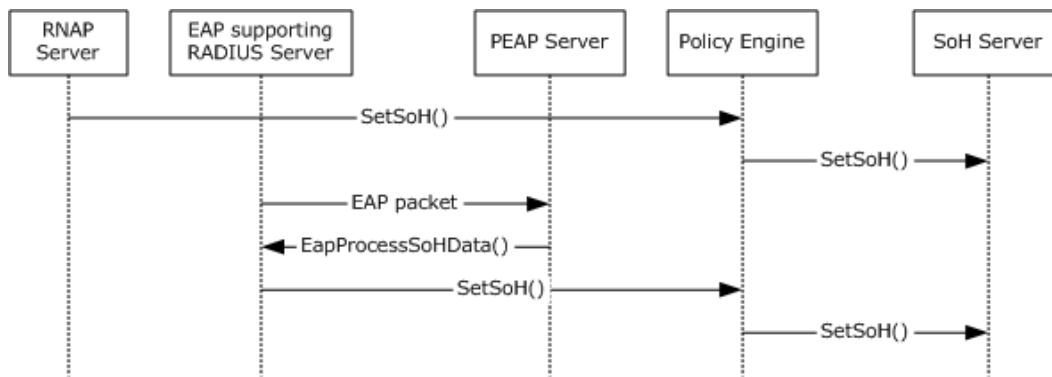 RNAP
Server
EAP supporting
RADIUS Server
PEAP Server
Policy Engine
SoH Server
SetSoH()
SetSoH()
EAP packet
EapProcessSoHData()
SetSoH()
SetSoH()